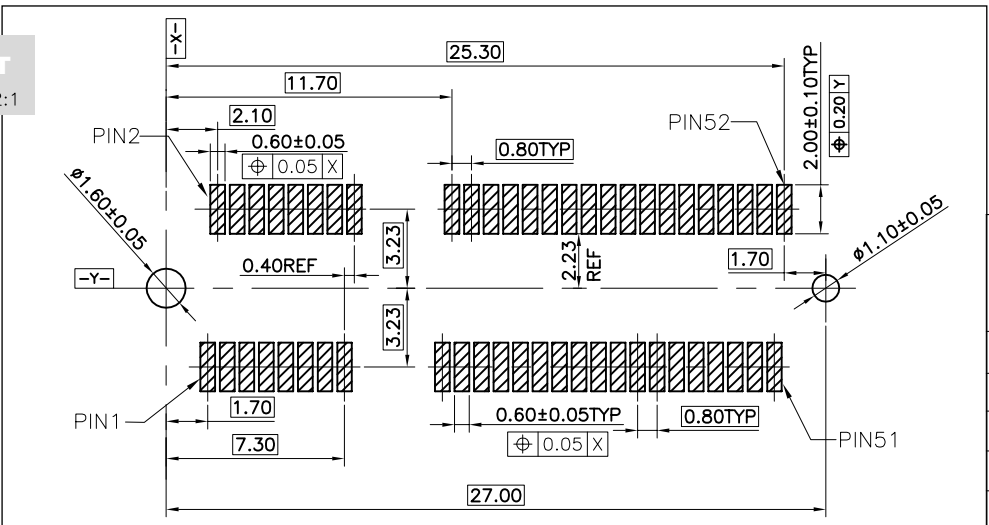 -X-
25.30
T
2:1
11.70
2.10
PIN2
0.60±0.05
⌖ 0.05 X
0.80TYP
PIN52
2.00±0.10TYP
⌖ 0.20 Y
ø1.60±0.05
-Y-
0.40REF
3.23
2.23
REF
1.70
ø1.10±0.05
3.23
PIN1
1.70
7.30
0.60±0.05TYP
⌖ 0.05 X
0.80TYP
PIN51
27.00